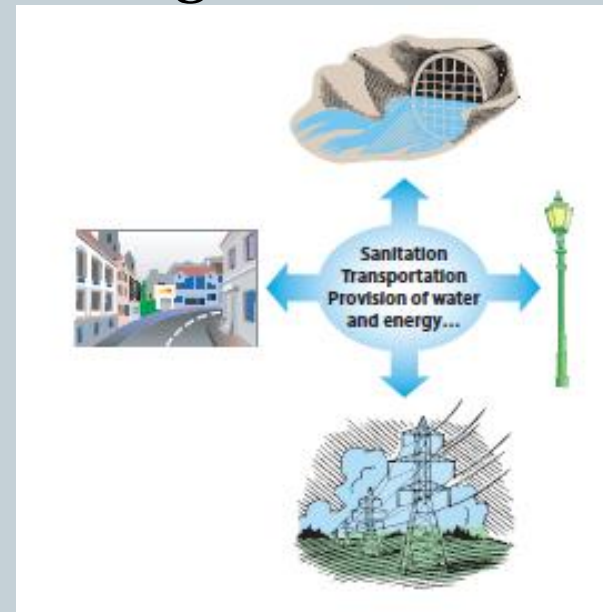 Sanitation
Transportation
Provision of water
and energy...